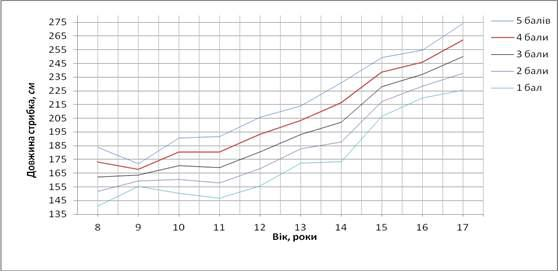 275
265
255
245
235
225
215
205
195
185
175
165
155
145
135
Довжина стрибка, см
8 9 10 11 12 13 14 15 16 17
Вік, роки
5 балів
4 бали
3 бали
2 бали
1 бал